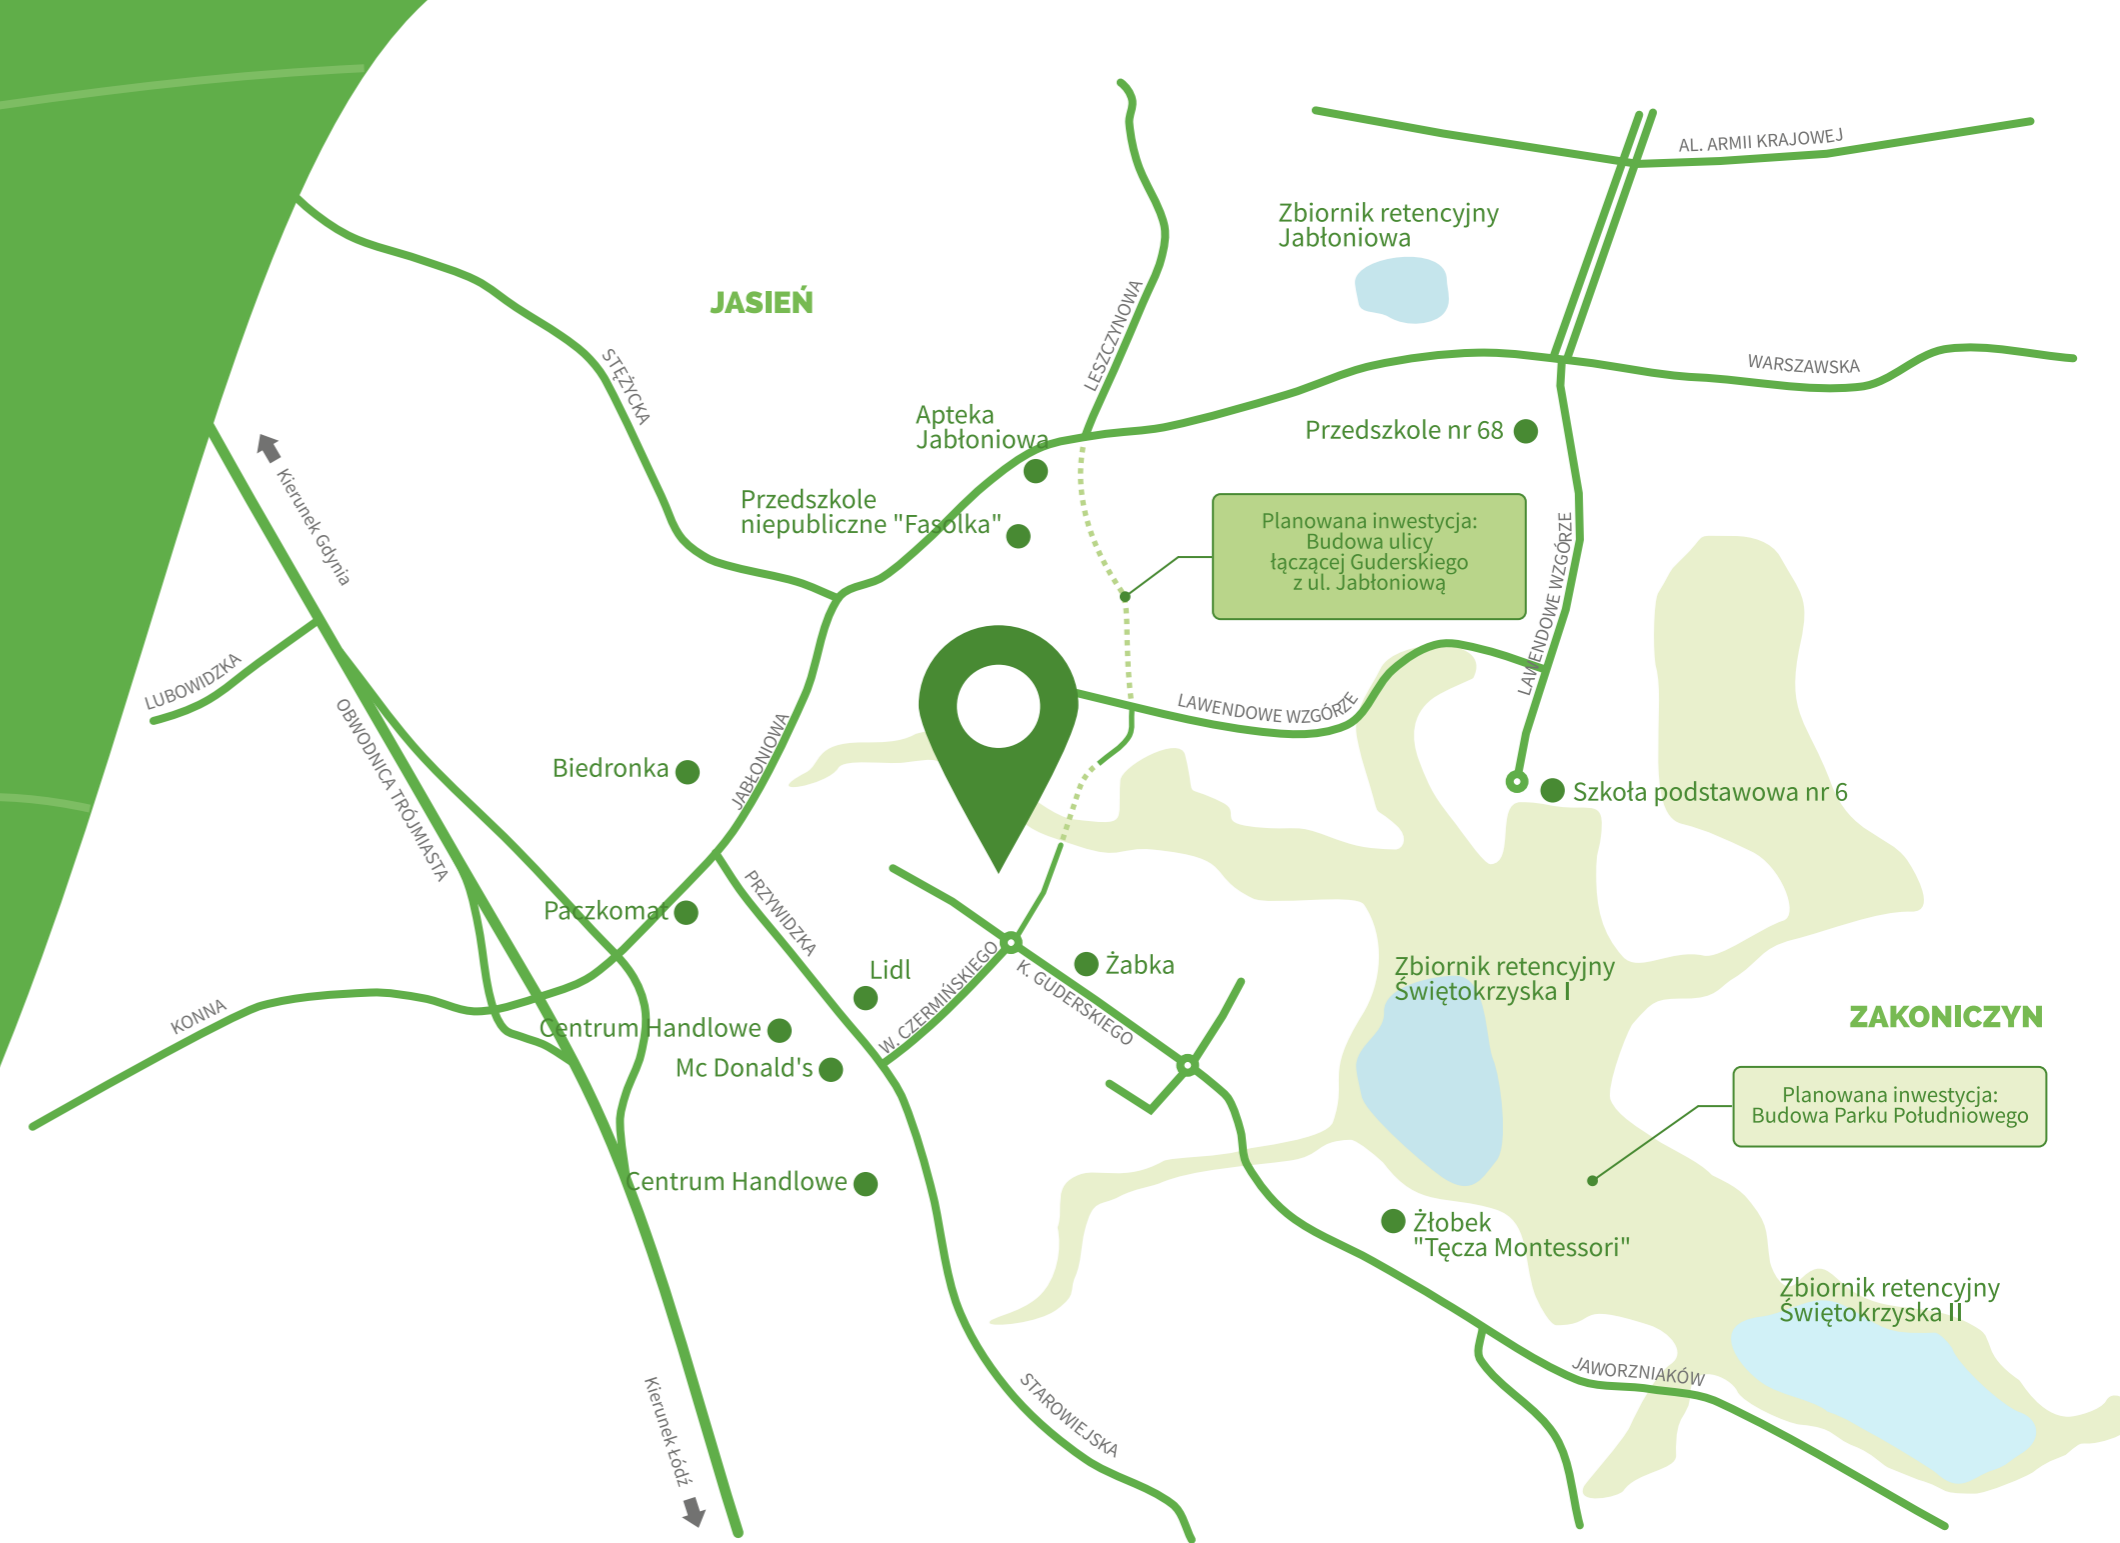 AL. ARMII KRAJOWEJ
Zbiornik retencyjny
Jabłoniowa
JASIEŃ
LESZCZYNOWA
STĘŻYCKA
WARSZAWSKA
Apteka
Jabłoniowa
Przedszkole nr 68
Kierunek Gdynia
Przedszkole
niepubliczne "Fasolka"
Planowana inwestycja:
Budowa ulicy
łączącej Guderskiego
z ul. Jabłoniową
LAWENDOWE WZGÓRZE
LUBOWIDZKA
LAWENDOWE WZGÓRZE
OBWODNICA TRÓJMIASTA
JABŁONIOWA
Biedronka
Szkoła podstawowa nr 6
PRZYWIDZKA
Paczkomat
Lidl
W. CZERMIŃSKIEGO
K. GUDERSKIEGO
Żabka
Zbiornik retencyjny
Świętokrzyska I
ZAKONICZYN
KONNA
Centrum Handlowe
Mc Donald's
Planowana inwestycja:
Budowa Parku Południowego
Centrum Handlowe
Żłobek
"Tęcza Montessori"
Zbiornik retencyjny
Świętokrzyska II
JAWORZNIAKÓW
STAROWIEJSKA
Kierunek Łódź